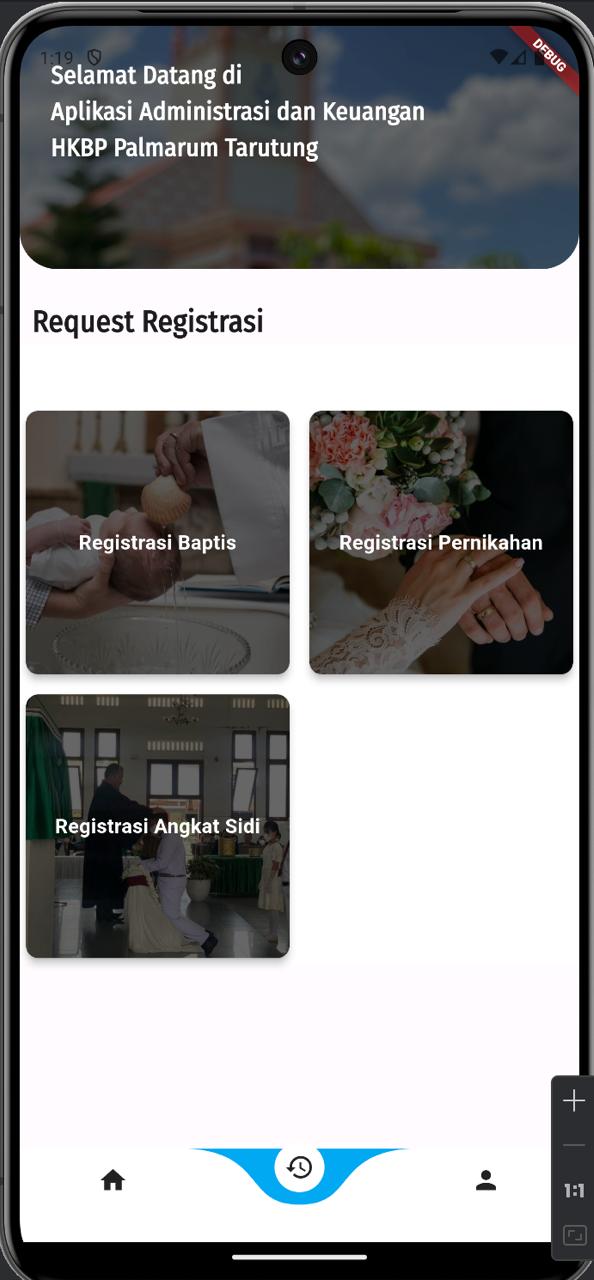 1:19
DEBUG
Selamat Datang di
Aplikasi Administrasi dan Keuangan
HKBP Palmarum Tarutung
Request Registrasi
Registrasi Baptis
Registrasi Pernikahan
Registrasi Angkat Sidi
1:1